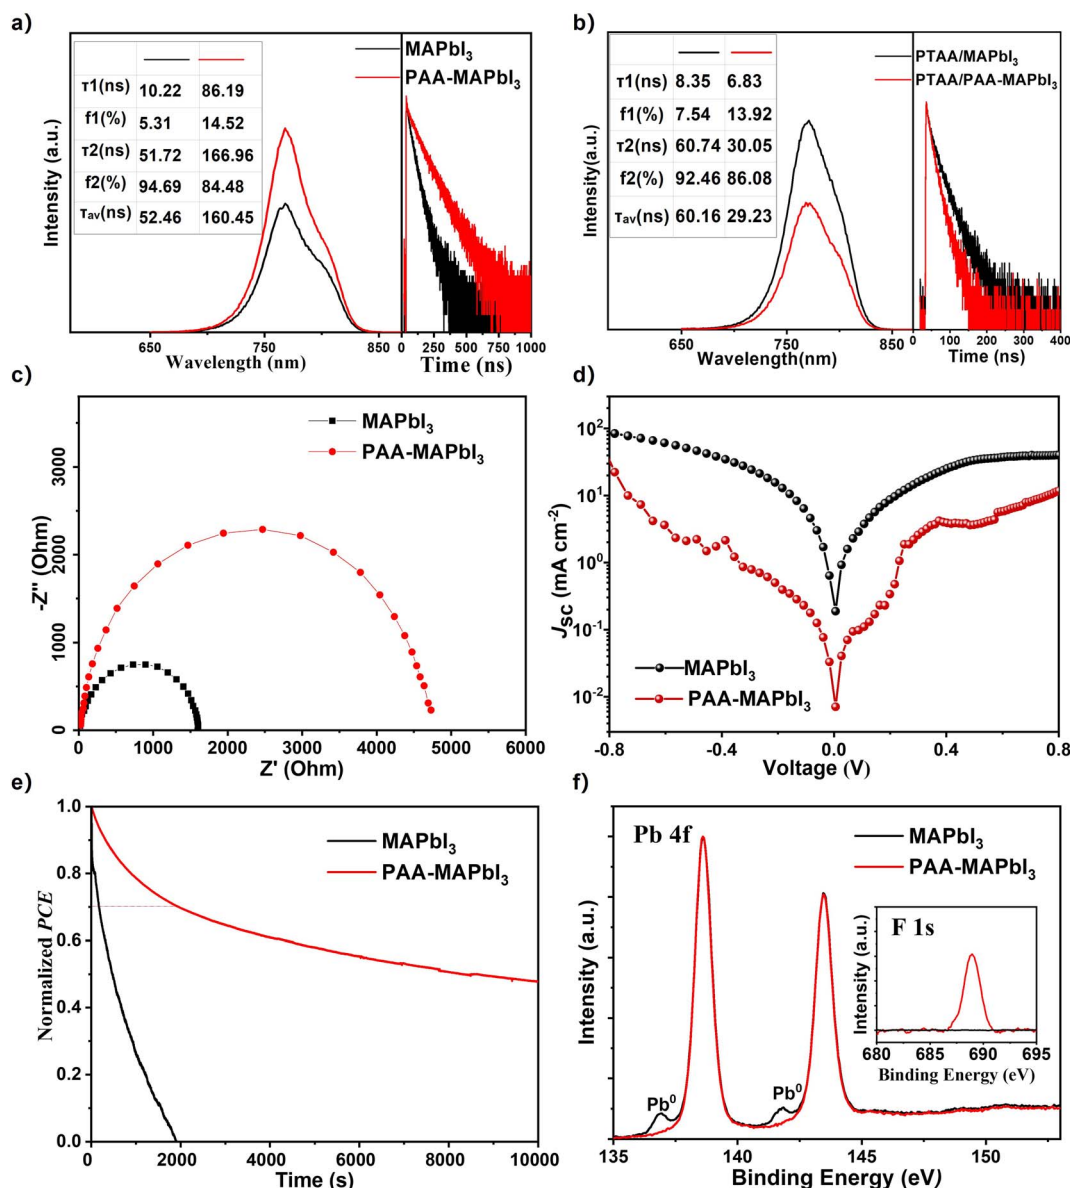 a)
MAPbI3
PAA-MAPbI3
τ1(ns) 10.22 86.19
f1(%) 5.31 14.52
τ2(ns) 51.72 166.96
f2(%) 94.69 84.48
τav(ns) 52.46 160.45
Intensity (a.u.)
650 750 850 0 250 500 750 1000
Wavelength (nm) Time (ns)
b)
PTAA/MAPbI3
PTAA/PAA-MAPbI3
τ1(ns) 8.35 6.83
f1(%) 7.54 13.92
τ2(ns) 60.74 30.05
f2(%) 92.46 86.08
τav(ns) 60.16 29.23
Intensity(a.u.)
650 750 850 0 100 200 300 400
Wavelength(nm) Time (ns)
c)
MAPbI3
PAA-MAPbI3
-Z'' (Ohm)
3000
2000
1000
0
0 1000 2000 3000 4000 5000 6000
Z' (Ohm)
d)
JSC (mA cm-2)
10^2
10^1
10^0
10^-1
10^-2
MAPbI3
PAA-MAPbI3
-0.8 -0.4 0.0 0.4 0.8
Voltage (V)
e)
MAPbI3
PAA-MAPbI3
Normalized PCE
1.0
0.8
0.6
0.4
0.2
0.0
0 2000 4000 6000 8000 10000
Time (s)
f)
Pb 4f
MAPbI3
PAA-MAPbI3
Intensity (a.u.)
F 1s
Intensity (a.u.)
680 685 690 695
Binding Energy (eV)
Pb0 Pb0
135 140 145 150
Binding Energy (eV)